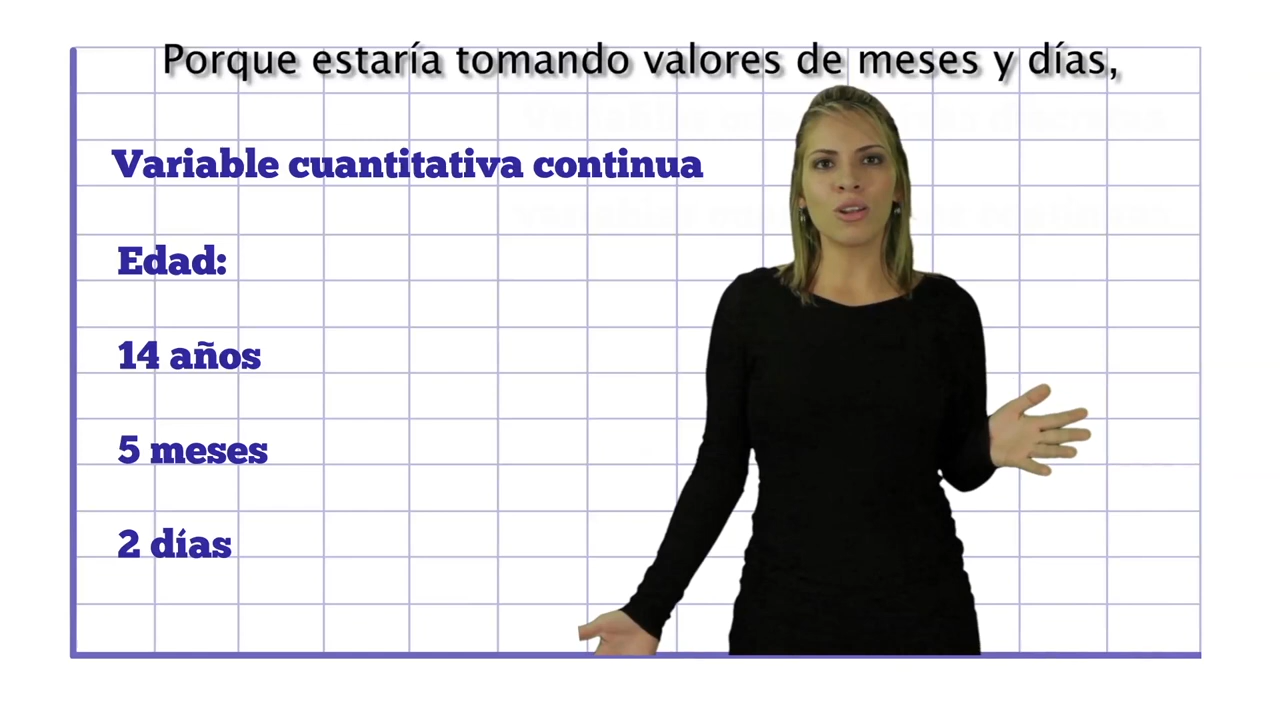 Porque estaría tomando valores de meses y días,
Variable cuantitativa continua
Edad:
14 años
5 meses
2 días